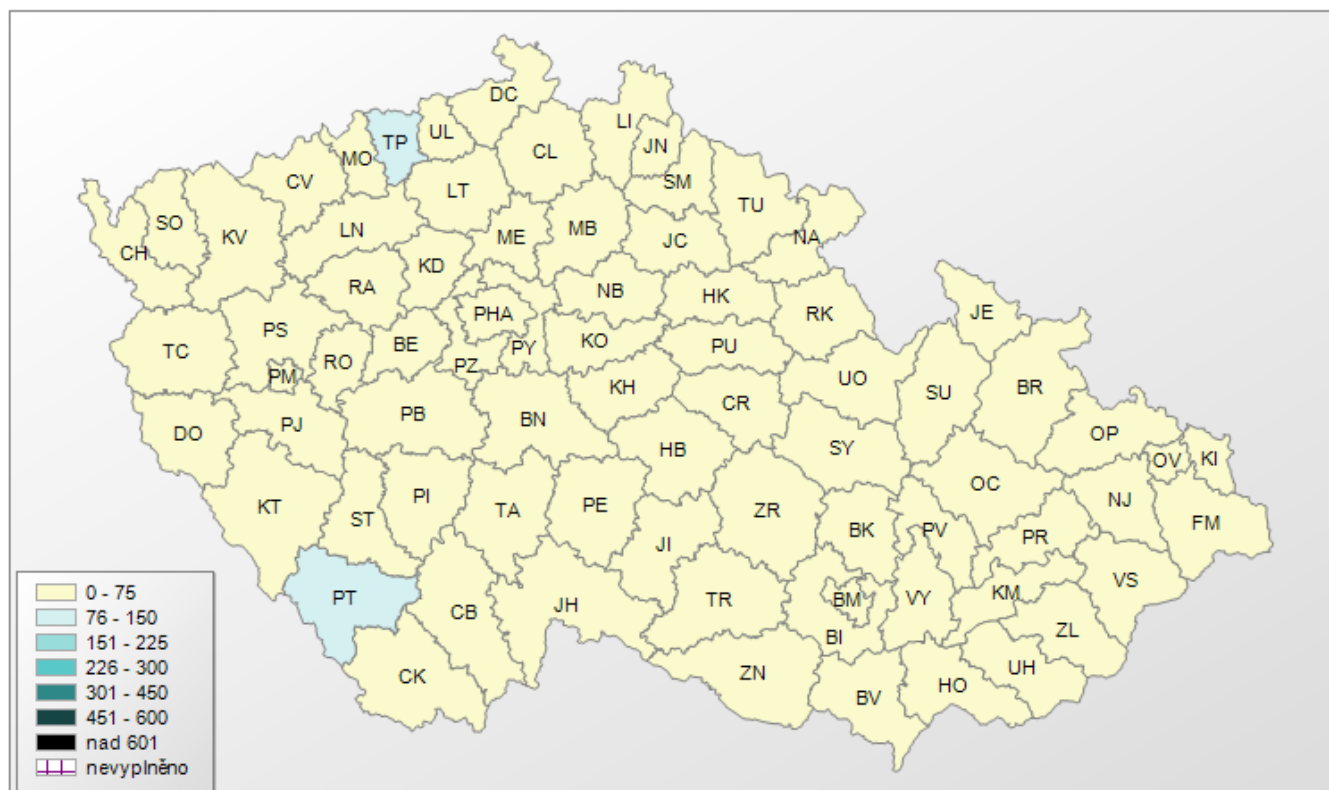 DC
LI
TP
UL
JN
MO
CL
CV
SM
LT
TU
SO
KV
LN
ME
MB
JC
NA
CH
KD
RA
NB
HK
PHA
RK
JE
PS
KO
TC
RO
BE
PY
PU
PM
PZ
UO
KH
SU
BR
PB
BN
CR
DO
PJ
OP
HB
SY
OV
KI
PI
OC
KT
TA
PE
ZR
NJ
ST
BK
PV
FM
JI
PR
VS
PT
CB
JH
TR
BM
VY
KM
BI
ZL
CK
ZN
UH
BV
HO
0 - 75
76 - 150
151 - 225
226 - 300
301 - 450
451 - 600
nad 601
nevyplněno